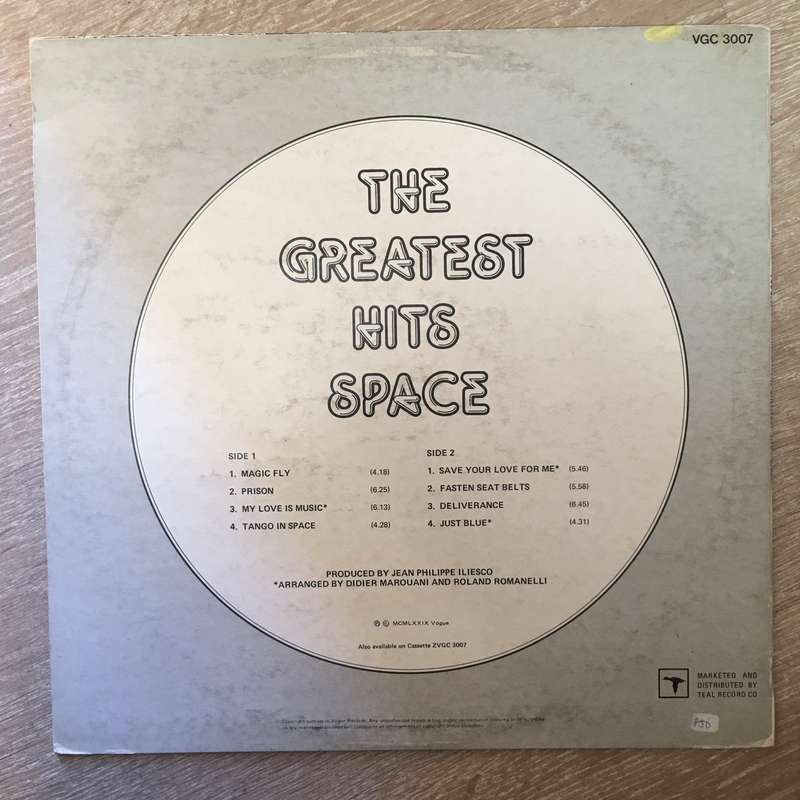 VGC 3007
THE
GREATEST
HITS
SPACE
SIDE 1
1. MAGIC FLY (4.18)
2. PRISON (6.25)
3. MY LOVE IS MUSIC* (6.13)
4. TANGO IN SPACE (4.28)
SIDE 2
1. SAVE YOUR LOVE FOR ME* (5.46)
2. FASTEN SEAT BELTS (5.58)
3. DELIVERANCE (6.45)
4. JUST BLUE* (4.31)
PRODUCED BY JEAN PHILIPPE ILIESCO
*ARRANGED BY DIDIER MAROUANI AND ROLAND ROMANELLI
℗ © MCMLXXIX Vogue
Also available on Cassette ZVGC 3007
MARKETED AND
DISTRIBUTED BY
TEAL RECORD CO